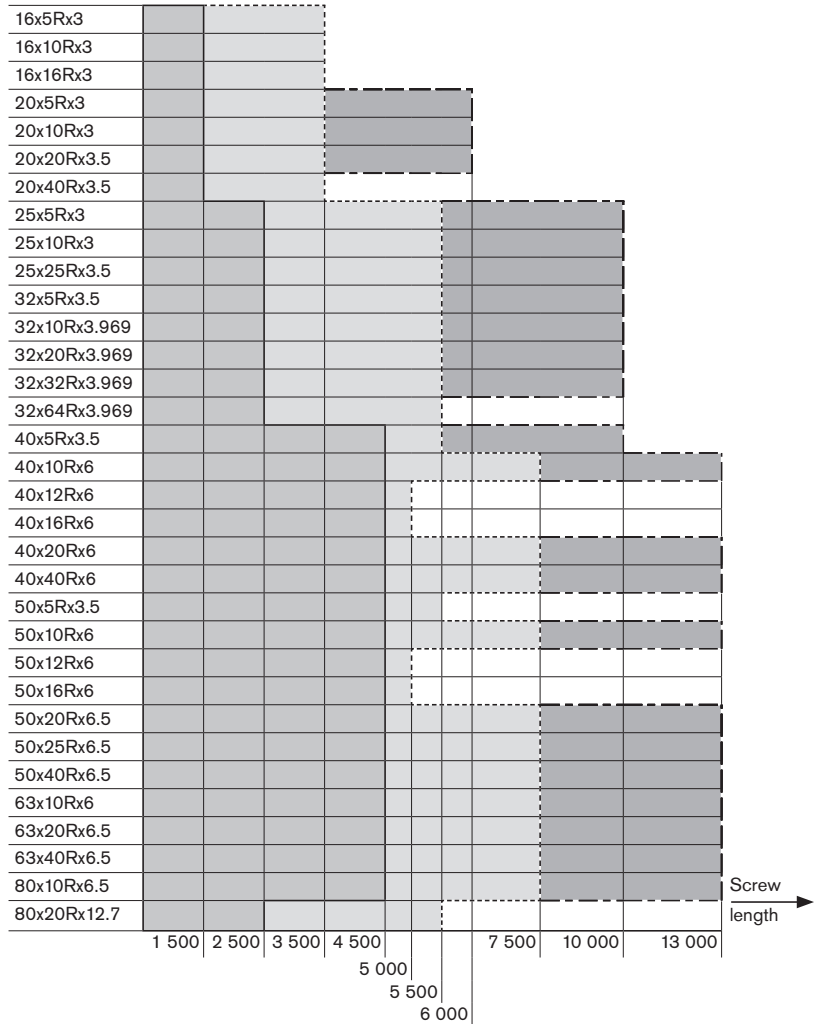 16x5Rx3
16x10Rx3
16x16Rx3
20x5Rx3
20x10Rx3
20x20Rx3.5
20x40Rx3.5
25x5Rx3
25x10Rx3
25x25Rx3.5
32x5Rx3.5
32x10Rx3.969
32x20Rx3.969
32x32Rx3.969
32x64Rx3.969
40x5Rx3.5
40x10Rx6
40x12Rx6
40x16Rx6
40x20Rx6
40x40Rx6
50x5Rx3.5
50x10Rx6
50x12Rx6
50x16Rx6
50x20Rx6.5
50x25Rx6.5
50x40Rx6.5
63x10Rx6
63x20Rx6.5
63x40Rx6.5
80x10Rx6.5
80x20Rx12.7
Screw
length
1 500 2 500 3 500 4 500 7 500 10 000 13 000
5 000
5 500
6 000